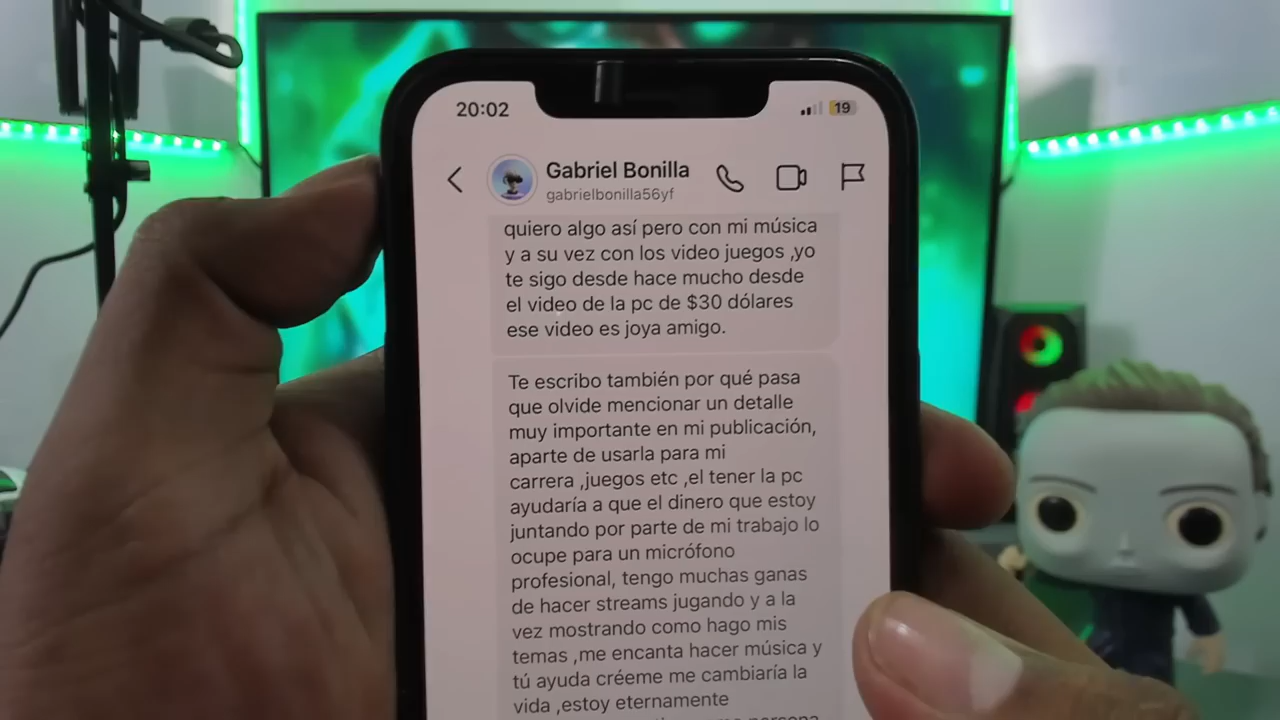 20:02
19
Gabriel Bonilla
gabrielbonilla56yf
quiero algo así pero con mi música
y a su vez con los video juegos ,yo
te sigo desde hace mucho desde
el video de la pc de $30 dólares
ese video es joya amigo.
Te escribo también por qué pasa
que olvide mencionar un detalle
muy importante en mi publicación,
aparte de usarla para mi
carrera ,juegos etc ,el tener la pc
ayudaría a que el dinero que estoy
juntando por parte de mi trabajo lo
ocupe para un micrófono
profesional, tengo muchas ganas
de hacer streams jugando y a la
vez mostrando como hago mis
temas ,me encanta hacer música y
tú ayuda créeme me cambiaría la
vida ,estoy eternamente